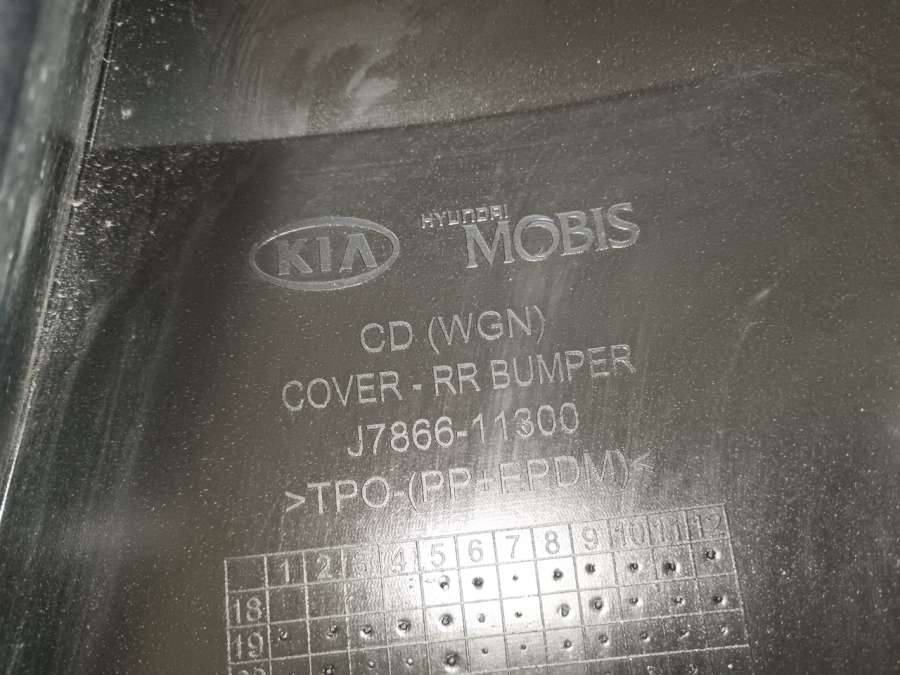 KIA HYUNDAI MOBIS
CD (WGN)
COVER - RR BUMPER
J7866-11300
>TPO-(PP+EPDM)<
1 2 3 4 5 6 7 8 9 10 11 12
18
19